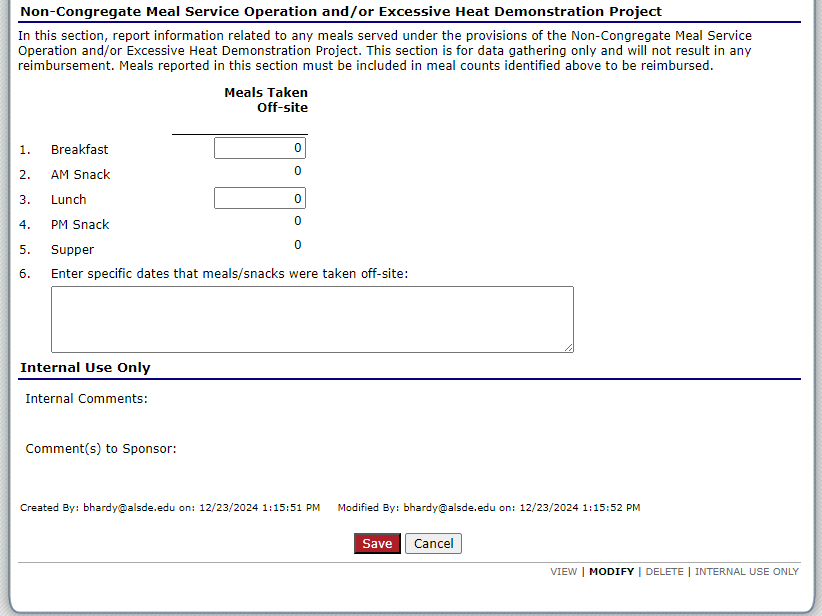 Non-Congregate Meal Service Operation and/or Excessive Heat Demonstration Project
In this section, report information related to any meals served under the provisions of the Non-Congregate Meal Service
Operation and/or Excessive Heat Demonstration Project. This section is for data gathering only and will not result in any
reimbursement. Meals reported in this section must be included in meal counts identified above to be reimbursed.
Meals Taken
Off-site
1. Breakfast 0
2. AM Snack 0
3. Lunch 0
4. PM Snack 0
5. Supper 0
6. Enter specific dates that meals/snacks were taken off-site:
Internal Use Only
Internal Comments:
Comment(s) to Sponsor:
Created By: bhardy@alsde.edu on: 12/23/2024 1:15:51 PM Modified By: bhardy@alsde.edu on: 12/23/2024 1:15:52 PM
Save Cancel
VIEW | MODIFY | DELETE | INTERNAL USE ONLY